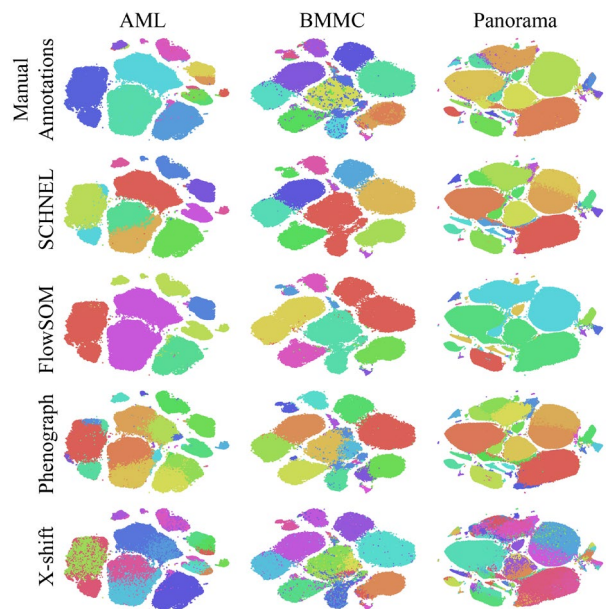 AML
BMMC
Panorama
Manual
Annotations
SCHNEL
FlowSOM
Phenograph
X-shift